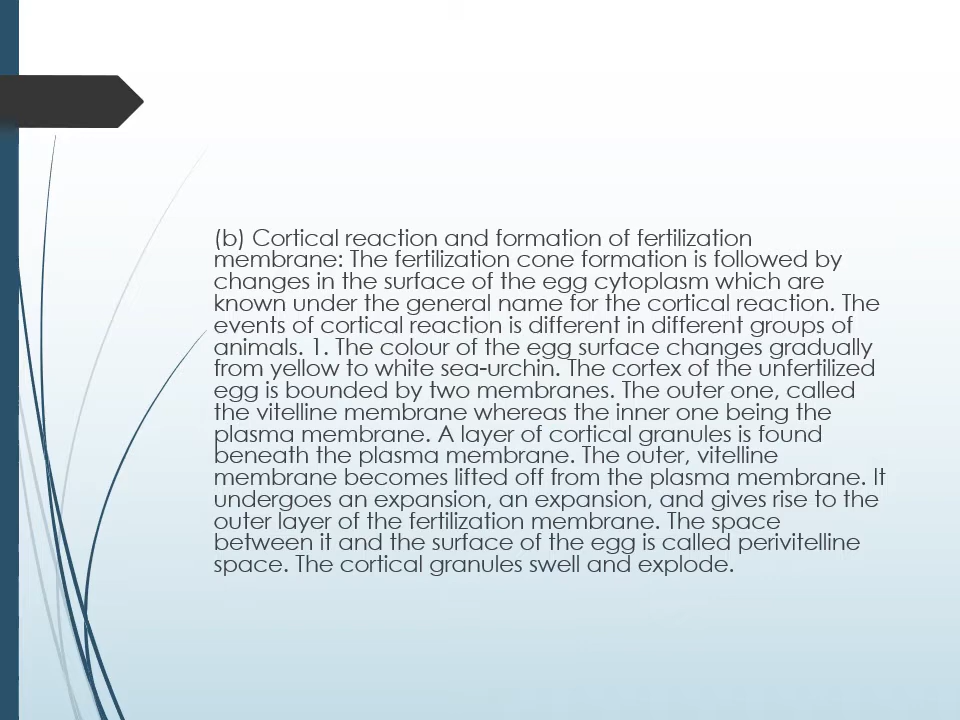 (b) Cortical reaction and formation of fertilization
membrane: The fertilization cone formation is followed by
changes in the surface of the egg cytoplasm which are
known under the general name for the cortical reaction. The
events of cortical reaction is different in different groups of
animals. 1. The colour of the egg surface changes gradually
from yellow to white sea-urchin. The cortex of the unfertilized
egg is bounded by two membranes. The outer one, called
the vitelline membrane whereas the inner one being the
plasma membrane. A layer of cortical granules is found
beneath the plasma membrane. The outer, vitelline
membrane becomes lifted off from the plasma membrane. It
undergoes an expansion, an expansion, and gives rise to the
outer layer of the fertilization membrane. The space
between it and the surface of the egg is called perivitelline
space. The cortical granules swell and explode.